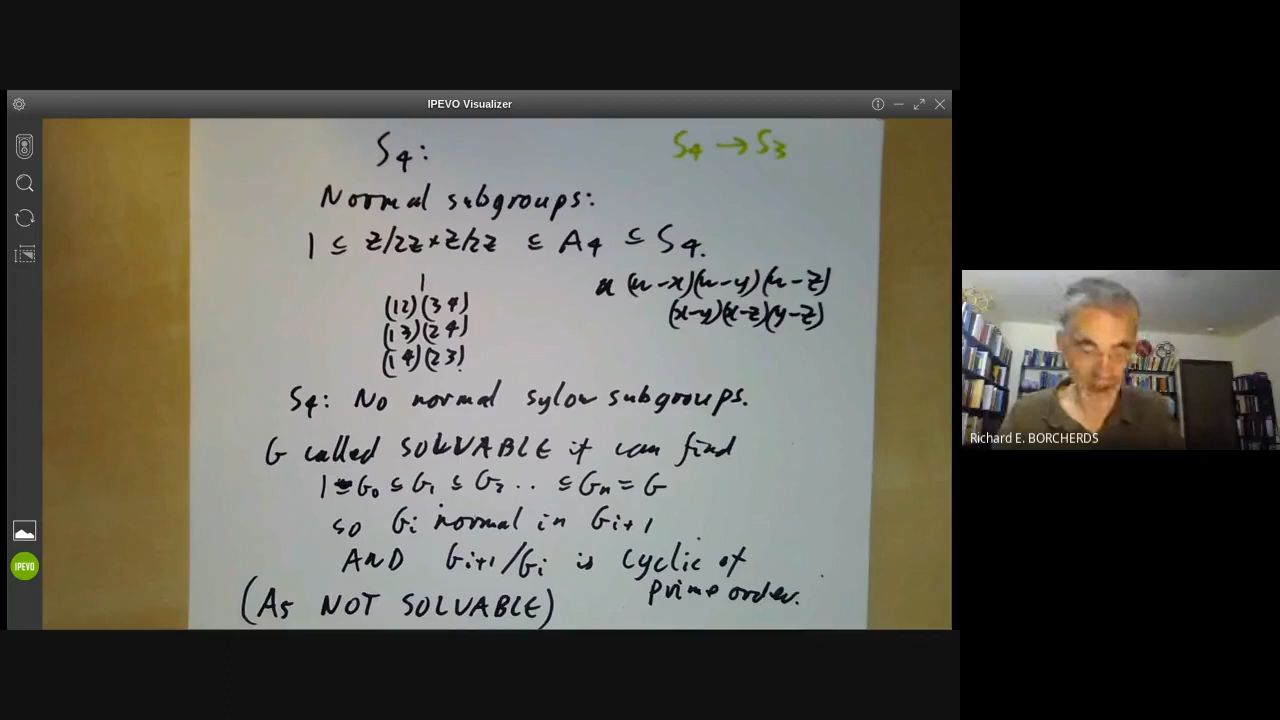 IPEVO Visualizer
S4:
S4 → S3
Normal subgroups:
1 ⊆ Z/2Z × Z/2Z ⊆ A4 ⊆ S4.
1
(12)(34)
(13)(24)
(14)(23)
(w-x)(w-y)(w-z)
(x-y)(x-z)(y-z)
S4: No normal sylow subgroups.
G called SOLVABLE if can find
1 = G0 ⊆ G1 ⊆ G2 .. ⊆ Gn = G
so Gi normal in Gi+1
AND Gi+1/Gi is cyclic of
prime order.
(A5 NOT SOLVABLE)
IPEVO
Richard E. BORCHERDS